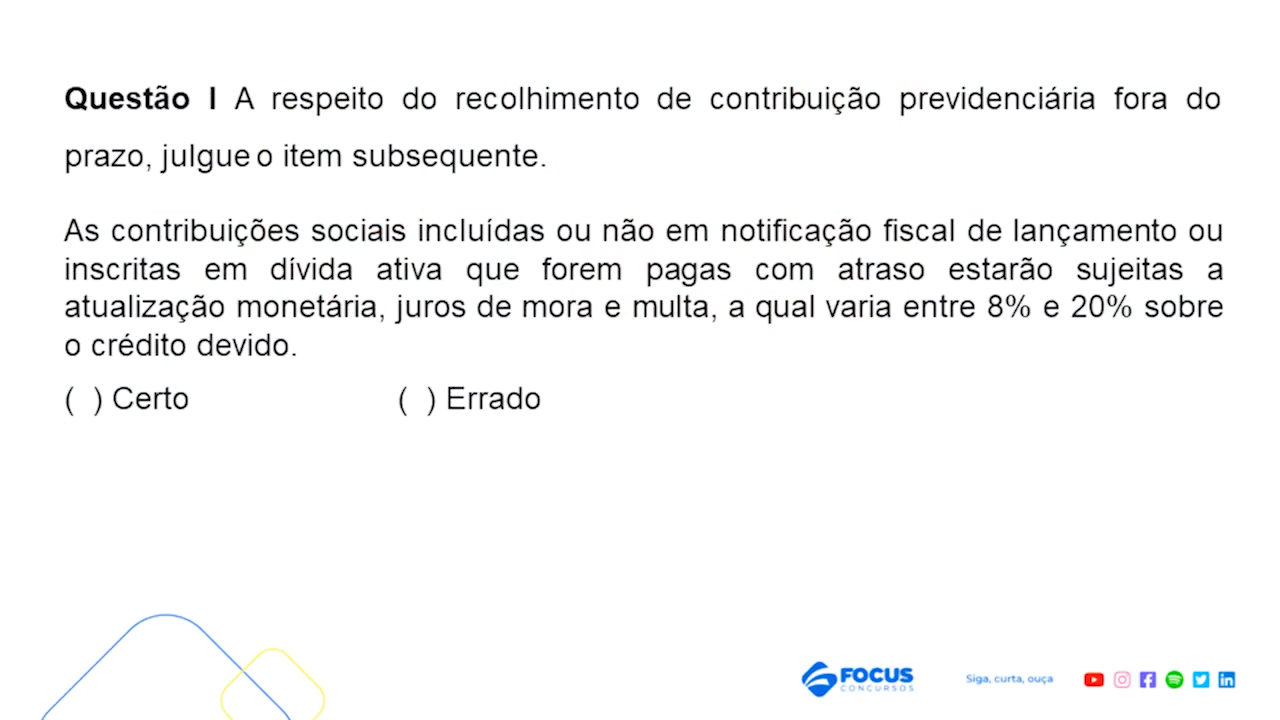 Questão I A respeito do recolhimento de contribuição previdenciária fora do
prazo, julgue o item subsequente.
As contribuições sociais incluídas ou não em notificação fiscal de lançamento ou
inscritas em dívida ativa que forem pagas com atraso estarão sujeitas a
atualização monetária, juros de mora e multa, a qual varia entre 8% e 20% sobre
o crédito devido.
( ) Certo ( ) Errado
FOCUS
CONCURSOS
Siga, curta, ouça